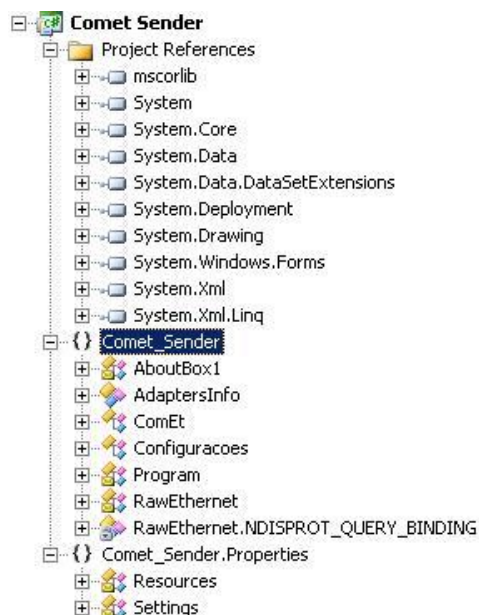 Comet Sender
Project References
mscorlib
System
System.Core
System.Data
System.Data.DataSetExtensions
System.Deployment
System.Drawing
System.Windows.Forms
System.Xml
System.Xml.Linq
{} Comet_Sender
AboutBox1
AdaptersInfo
ComEt
Configuracoes
Program
RawEthernet
RawEthernet.NDISPROT_QUERY_BINDING
{} Comet_Sender.Properties
Resources
Settings